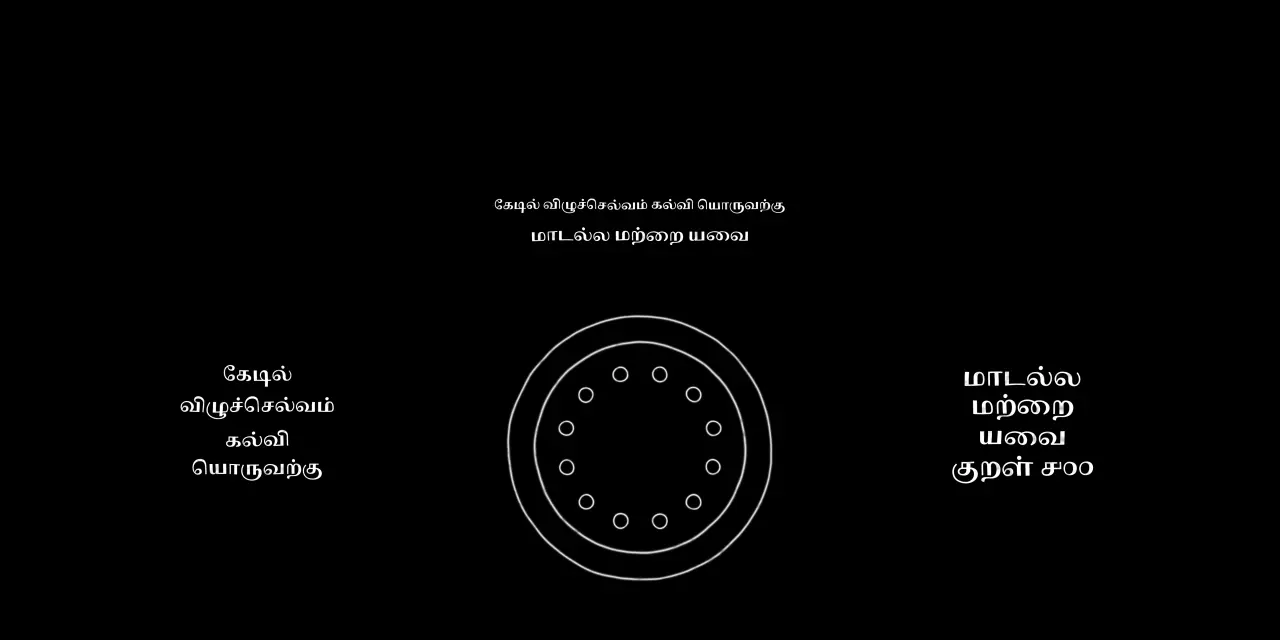 கேடில் விழுச்செல்வம் கல்வி யொருவற்கு
மாடல்ல மற்றை யவை
கேடில்
விழுச்செல்வம்
கல்வி
யொருவற்கு
மாடல்ல
மற்றை
யவை
குறள் ௪௦௦